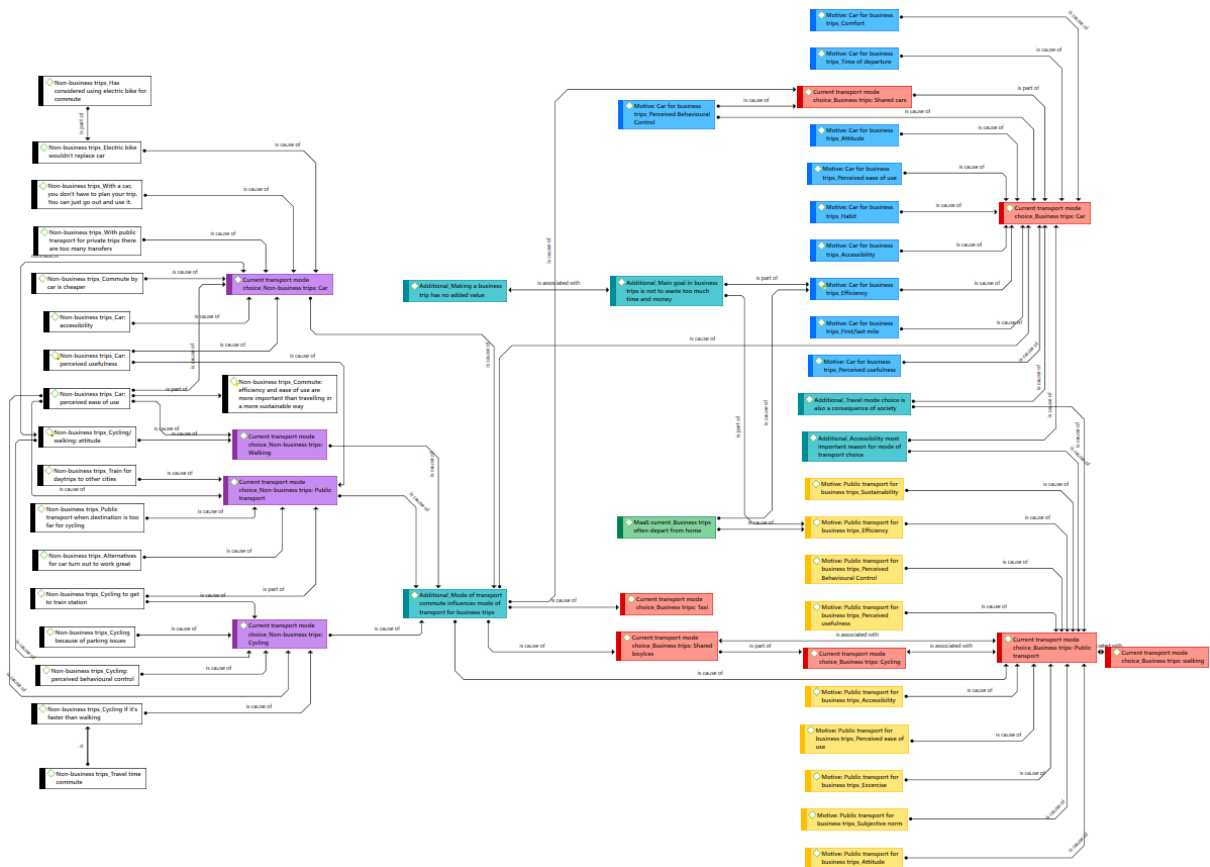 Motive: Car for business
trips_Comfort
is cause of
Motive: Car for business
trips_Time of departure
is cause of
Non-business trips_Has
considered using electric bike for
commute
is part of
Current transport mode
choice_Business trips: Shared cars
is part of
Motive: Car for business
trips_Perceived Behavioural
Control
is cause of
is cause of
Motive: Car for business
trips_Attitude
is cause of
Non-business trips_Electric bike
wouldn't replace car
is cause of
Motive: Car for business
trips_Perceived ease of use
is cause of
Non-business trips_With a car,
you don't have to plan your trip.
You can just go out and use it.
is cause of
Motive: Car for business
trips_Habit
is cause of
Current transport mode
choice_Business trips: Car
Non-business trips_With public
transport for private trips there
are too many transfers
is cause of
Motive: Car for business
trips_Accessibility
is cause of
Non-business trips_Commute by
car is cheaper
is cause of
Current transport mode
choice_Non-business trips: Car
Additional_Making a business
trip has no added value
is associated with
Additional_Main goal in business
trips is not to waste too much
time and money
is part of
Motive: Car for business
trips_Efficiency
is cause of
Non-business trips_Car:
accessibility
is cause of
Motive: Car for business
trips_First/last mile
is cause of
is cause of
Non-business trips_Car:
perceived usefulness
is cause of
Motive: Car for business
trips_Perceived usefulness
is cause of
Non-business trips_Car:
perceived ease of use
is part of
Non-business trips_Commute:
efficiency and ease of use are
more important than travelling in
a more sustainable way
Additional_Travel mode choice is
also a consequence of society
is cause of
Non-business trips_Cycling/
walking: attitude
is cause of
Current transport mode
choice_Non-business trips:
Walking
Additional_Accessibility most
important reason for mode of
transport choice
is cause of
Non-business trips_Train for
daytrips to other cities
is cause of
is cause of
Current transport mode
choice_Non-business trips: Public
transport
is cause of
Motive: Public transport for
business trips_Sustainability
is cause of
Non-business trips_Public
transport when destination is too
far for cycling
is cause of
MaaS current_Business trips
often depart from home
is part of
is cause of
Motive: Public transport for
business trips_Efficiency
is cause of
Non-business trips_Alternatives
for car turn out to work great
is cause of
Motive: Public transport for
business trips_Perceived
Behavioural Control
is cause of
Non-business trips_Cycling to get
to train station
is part of
is cause of
Additional_Mode of transport
commute influences mode of
transport for business trips
is cause of
Current transport mode
choice_Business trips: Taxi
Motive: Public transport for
business trips_Perceived
usefulness
is cause of
Non-business trips_Cycling
because of parking issues
is cause of
Current transport mode
choice_Non-business trips:
Cycling
is cause of
is cause of
Current transport mode
choice_Business trips: Shared
bicylces
is associated with
is part of
Current transport mode
choice_Business trips: Cycling
is associated with
Current transport mode
choice_Business trips: Public
transport
Current transport mode
choice_Business trips: walking
Non-business trips_Cycling:
perceived behavioural control
is cause of
is cause of
Motive: Public transport for
business trips_Accessibility
is cause of
Non-business trips_Cycling if it's
faster than walking
is cause of
Motive: Public transport for
business trips_Perceived ease of
use
is cause of
is
Non-business trips_Travel time
commute
Motive: Public transport for
business trips_Excercise
is cause of
Motive: Public transport for
business trips_Subjective norm
is cause of
Motive: Public transport for
business trips_Attitude
is cause of